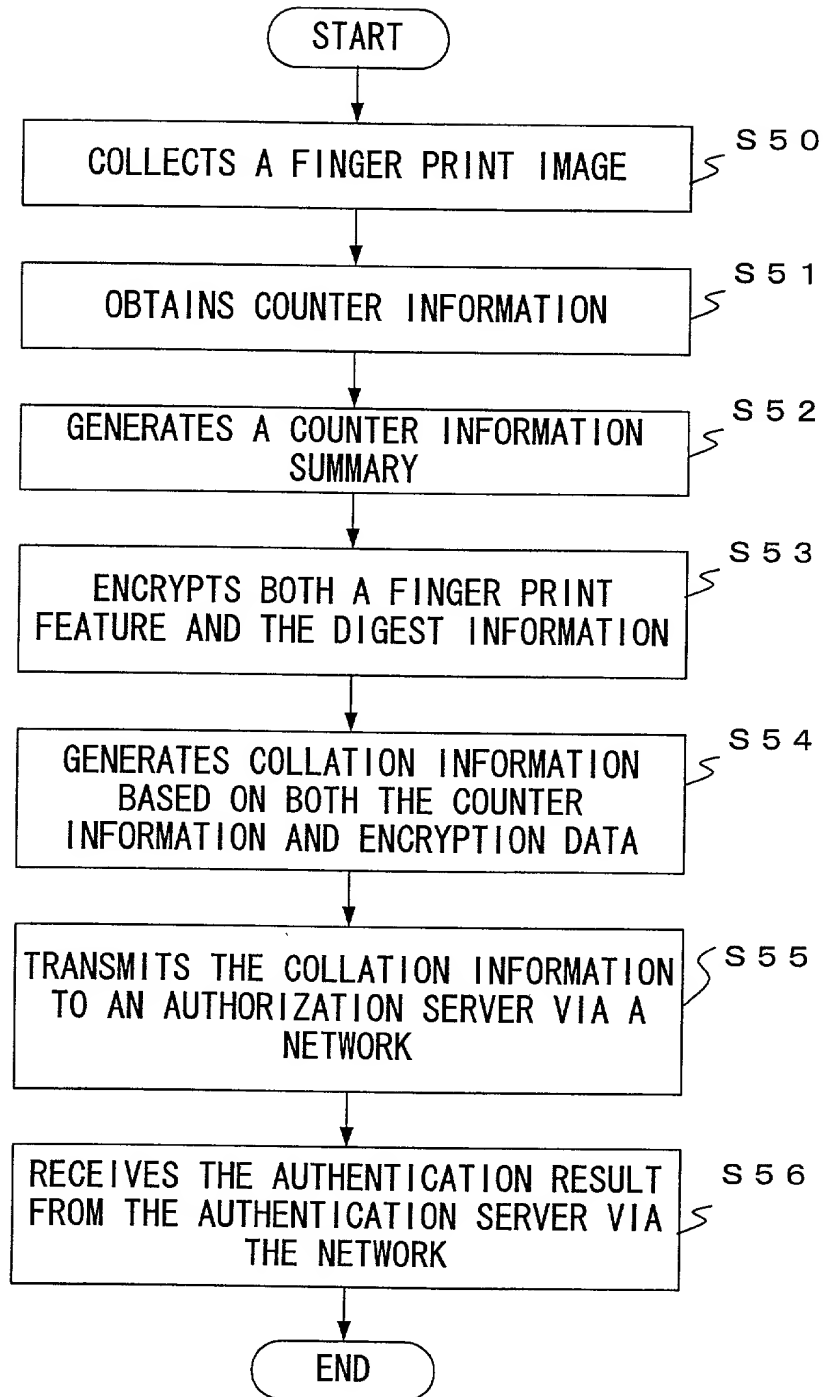 START
COLLECTS A FINGER PRINT IMAGE
S50
OBTAINS COUNTER INFORMATION
S51
GENERATES A COUNTER INFORMATION
SUMMARY
S52
ENCRYPTS BOTH A FINGER PRINT
FEATURE AND THE DIGEST INFORMATION
S53
GENERATES COLLATION INFORMATION
BASED ON BOTH THE COUNTER
INFORMATION AND ENCRYPTION DATA
S54
TRANSMITS THE COLLATION INFORMATION
TO AN AUTHORIZATION SERVER VIA A
NETWORK
S55
RECEIVES THE AUTHENTICATION RESULT
FROM THE AUTHENTICATION SERVER VIA
THE NETWORK
S56
END